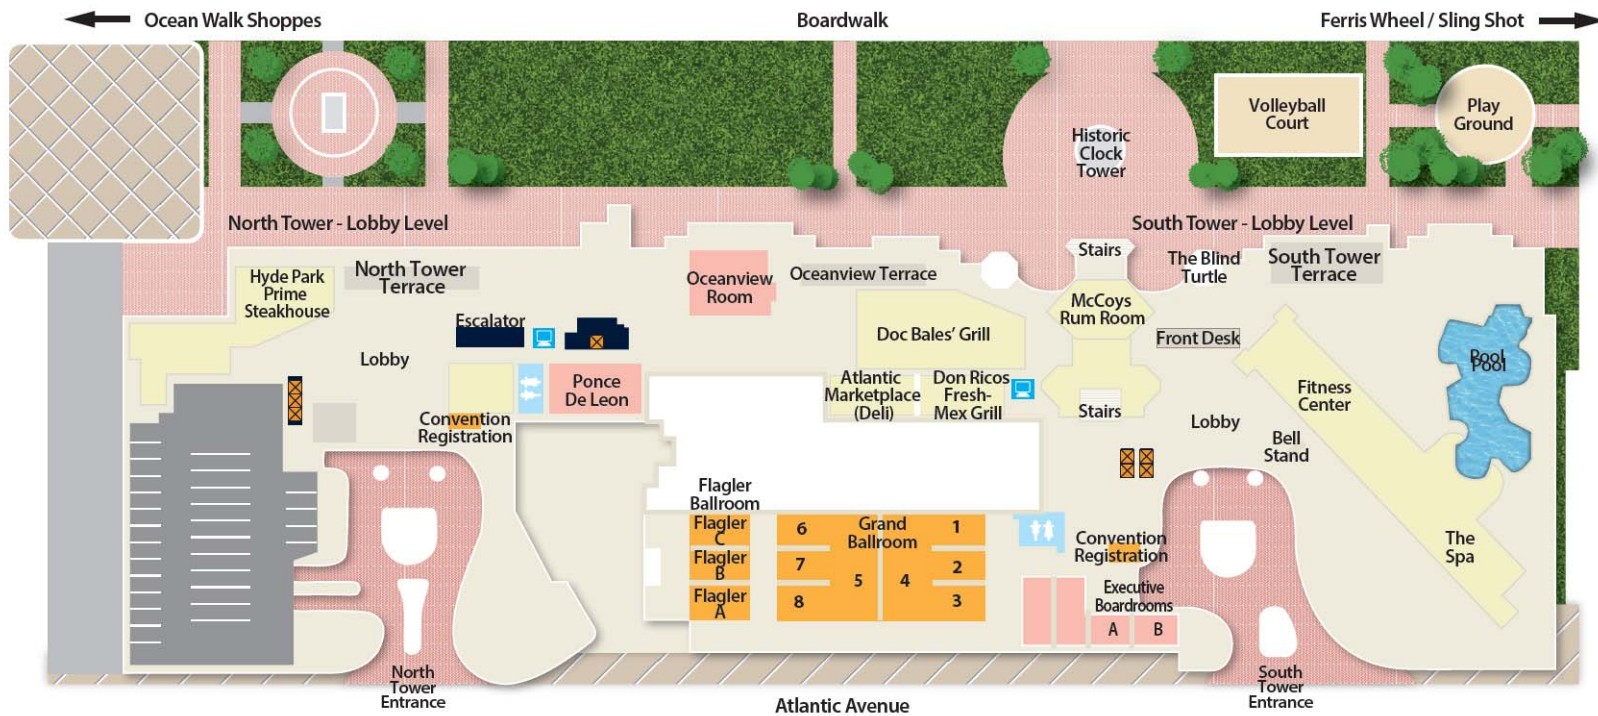 Ocean Walk Shoppes
Boardwalk
Ferris Wheel / Sling Shot
Volleyball
Court
Play
Ground
Historic
Clock
Tower
North Tower - Lobby Level
South Tower - Lobby Level
Hyde Park
Prime
Steakhouse
North Tower
Terrace
Oceanview
Room
Oceanview Terrace
Stairs
The Blind
Turtle
South Tower
Terrace
McCoys
Rum Room
Escalator
Lobby
Doc Bales' Grill
Front Desk
Pool
Pool
Ponce
De Leon
Atlantic
Marketplace
(Deli)
Don Ricos
Fresh-
Mex Grill
Stairs
Fitness
Center
Convention
Registration
Lobby
Bell
Stand
Flagler
Ballroom
Flagler
C
Flagler
B
Flagler
A
6
7
8
Grand
Ballroom
5
4
1
2
3
Convention
Registration
The
Spa
Executive
Boardrooms
A
B
North
Tower
Entrance
South
Tower
Entrance
Atlantic Avenue